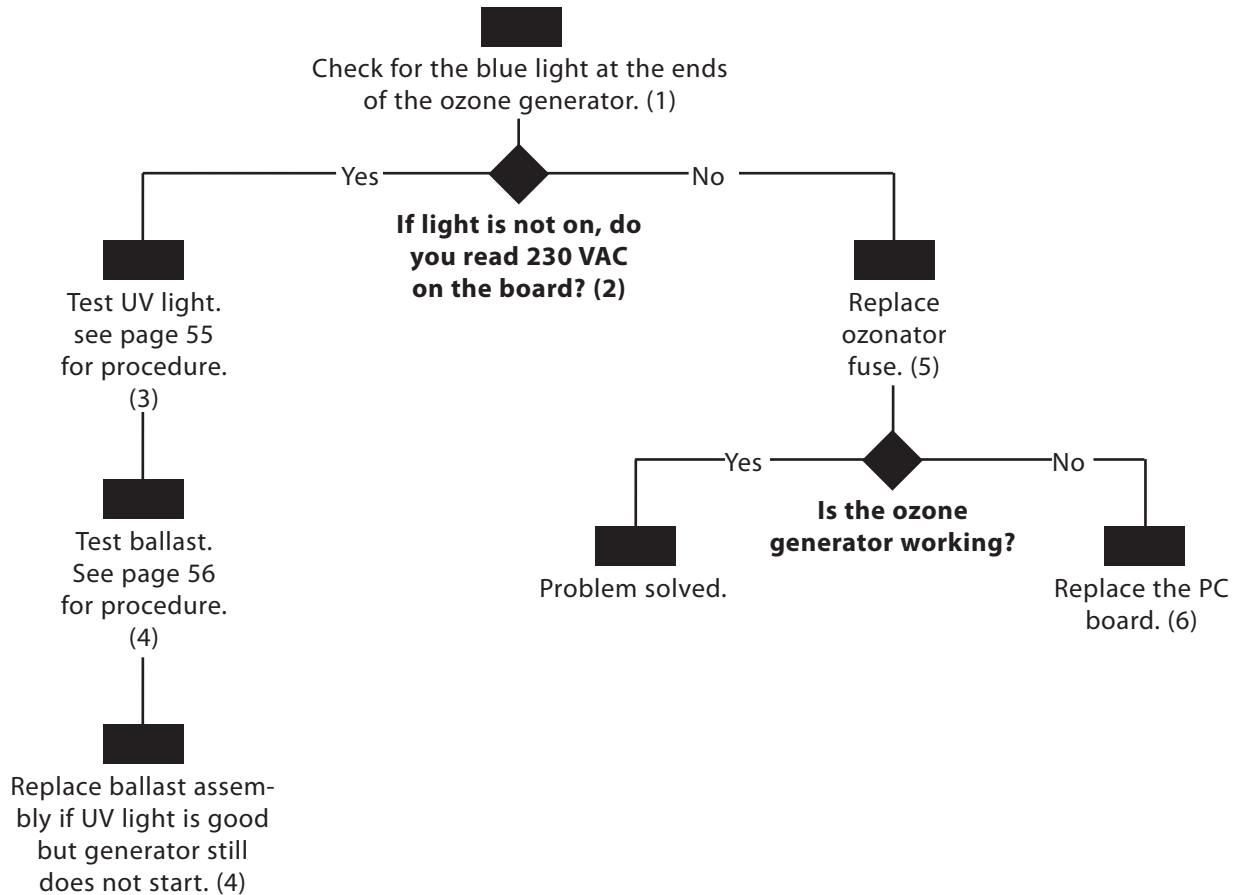 Check for the blue light at the ends
of the ozone generator. (1)
Yes
No
If light is not on, do
you read 230 VAC
on the board? (2)
Test UV light.
see page 55
for procedure.
(3)
Replace
ozonator
fuse. (5)
Test ballast.
See page 56
for procedure.
(4)
Yes
No
Is the ozone
generator working?
Problem solved.
Replace the PC
board. (6)
Replace ballast assem-
bly if UV light is good
but generator still
does not start. (4)